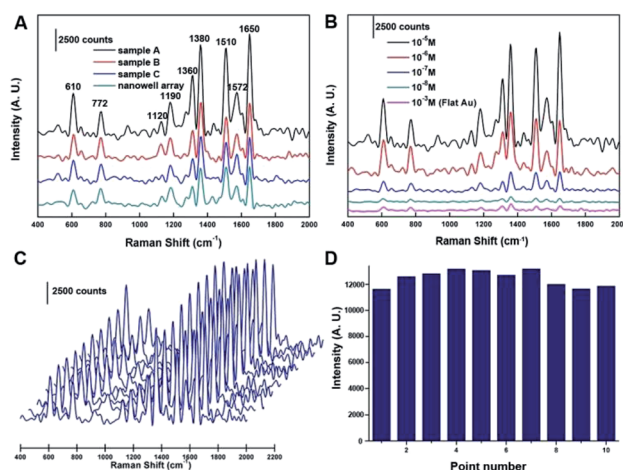 A
2500 counts
sample A
sample B
sample C
nanowell array
610
772
1120
1190
1360
1380
1510
1572
1650
Intensity (A. U.)
400 600 800 1000 1200 1400 1600 1800 2000
Raman Shift (cm⁻¹)
B
2500 counts
10⁻⁵M
10⁻⁶M
10⁻⁷M
10⁻⁸M
10⁻³M (Flat Au)
Intensity (A. U.)
400 600 800 1000 1200 1400 1600 1800 2000
Raman Shift (cm⁻¹)
C
2500 counts
400 600 800 1000 1200 1400 1600 1800 2000 2200
Raman Shift (cm⁻¹)
D
Intensity (A. U.)
12000
10000
8000
6000
4000
2000
0
2 4 6 8 10
Point number